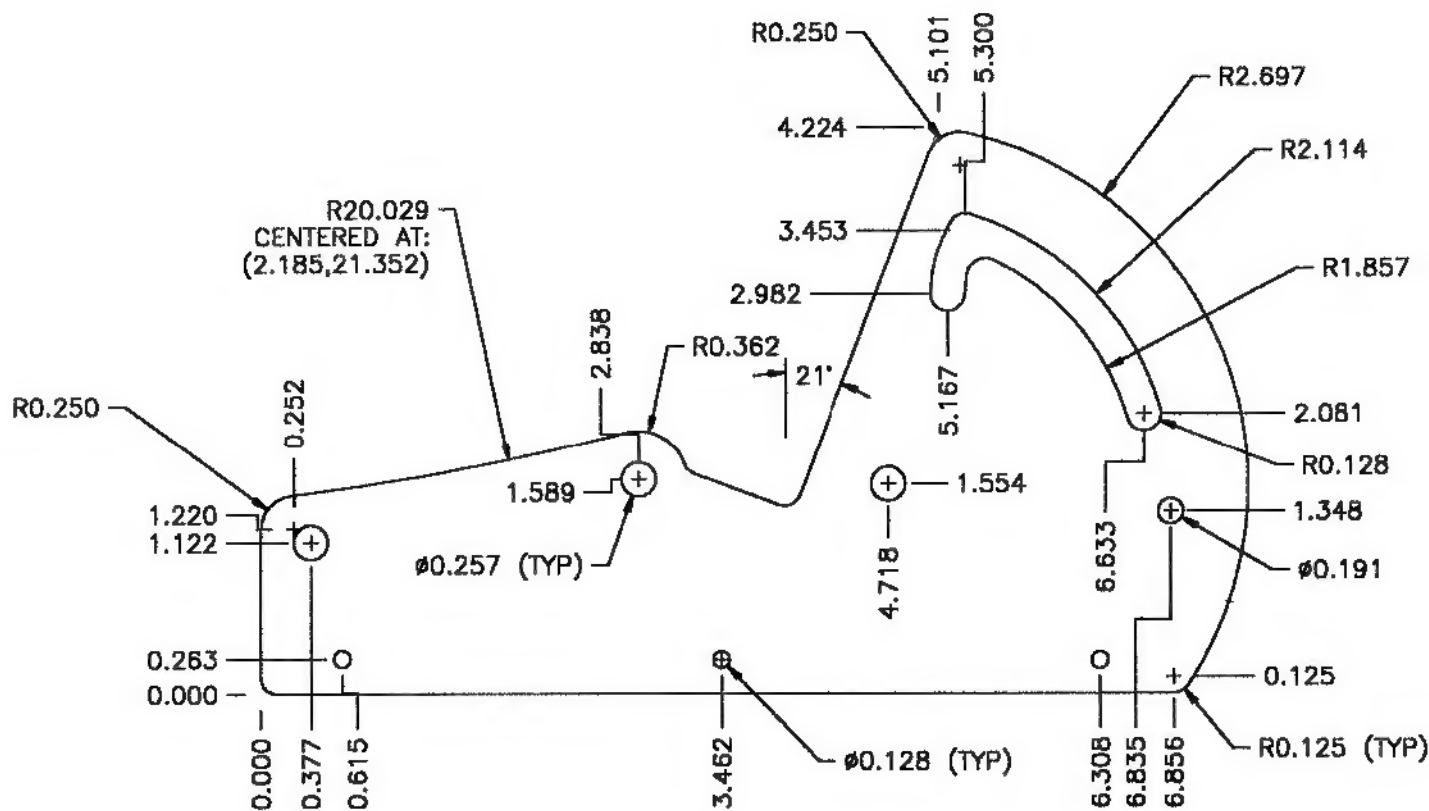 R0.250
5.101
5.300
R2.697
4.224
R2.114
R20.029
CENTERED AT:
(2.185,21.352)
3.453
R1.857
2.982
2.838
R0.362
21°
5.167
R0.250
0.252
2.081
R0.128
1.589
1.554
1.220
1.122
1.348
ø0.257 (TYP)
4.718
6.633
ø0.191
0.263
0.125
0.000
0.000
0.377
0.615
3.462
ø0.128 (TYP)
6.308
6.835
6.856
R0.125 (TYP)